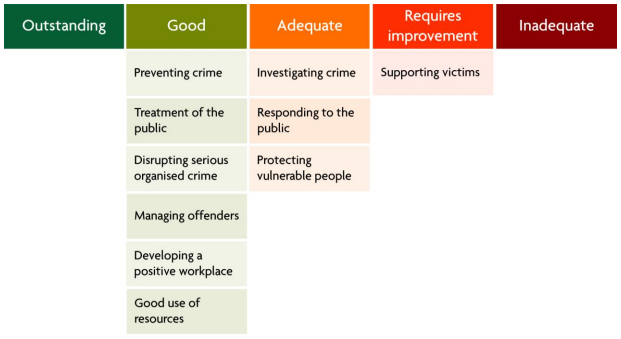 Outstanding
Good
Adequate
Requires
improvement
Inadequate
Preventing crime
Investigating crime
Supporting victims
Treatment of the
public
Responding to the
public
Disrupting serious
organised crime
Protecting
vulnerable people
Managing offenders
Developing a
positive workplace
Good use of
resources